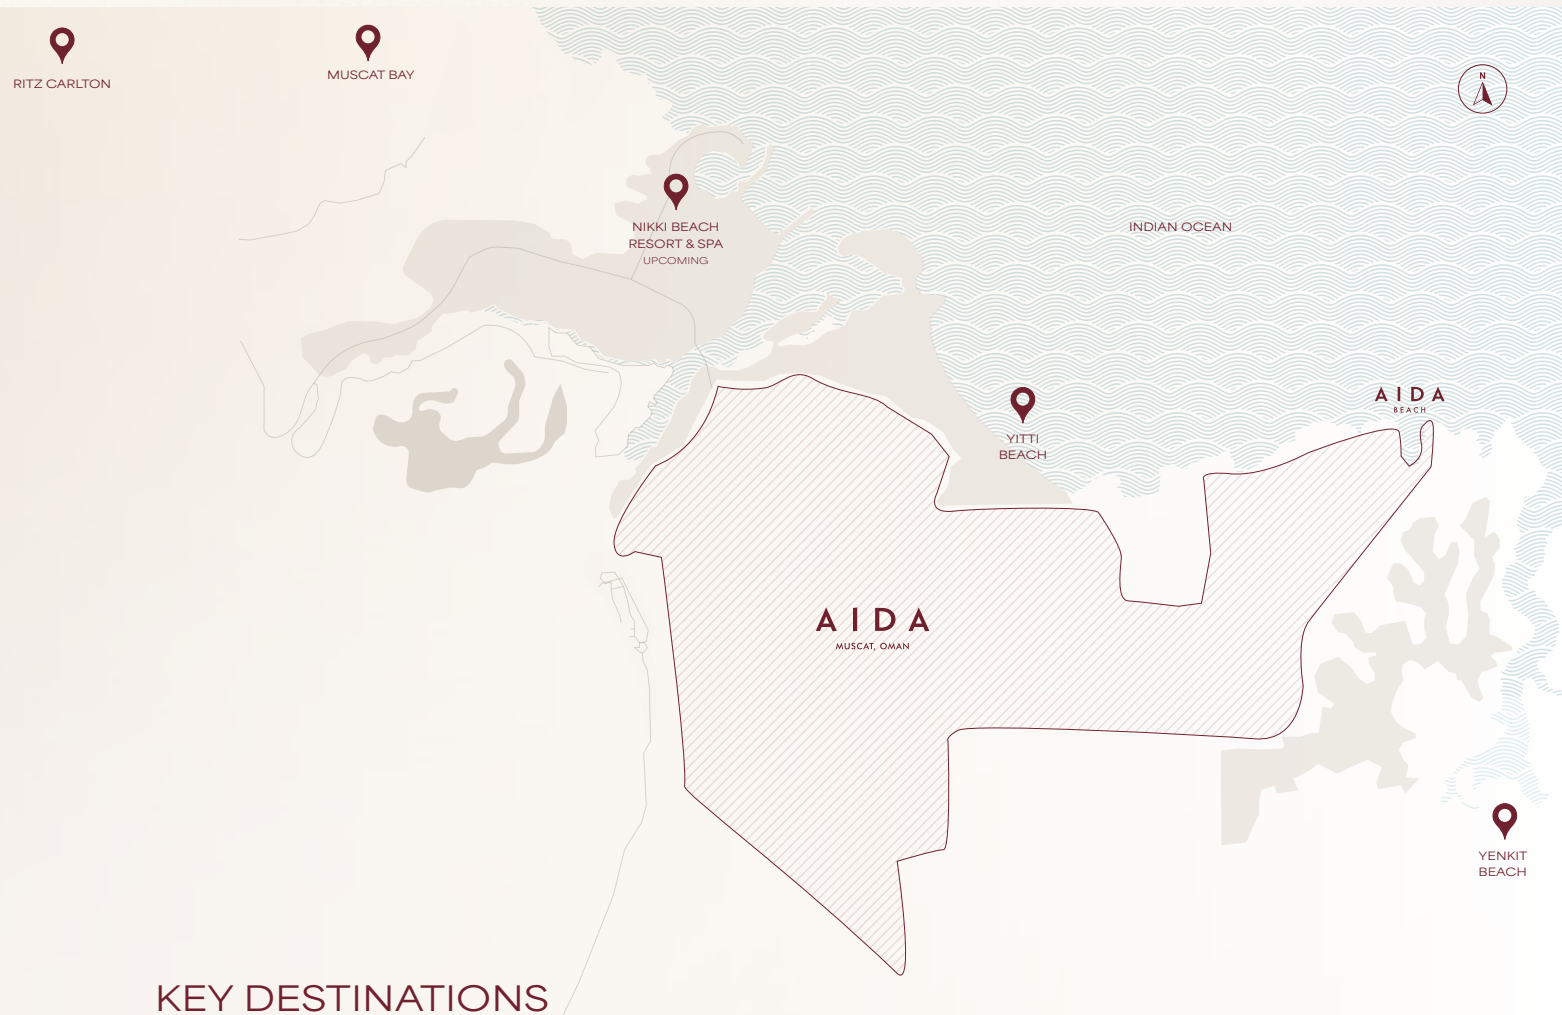 RITZ CARLTON
MUSCAT BAY
N
NIKKI BEACH
RESORT & SPA
UPCOMING
INDIAN OCEAN
YITTI
BEACH
AIDA
BEACH
AIDA
MUSCAT, OMAN
YENKIT
BEACH
KEY DESTINATIONS